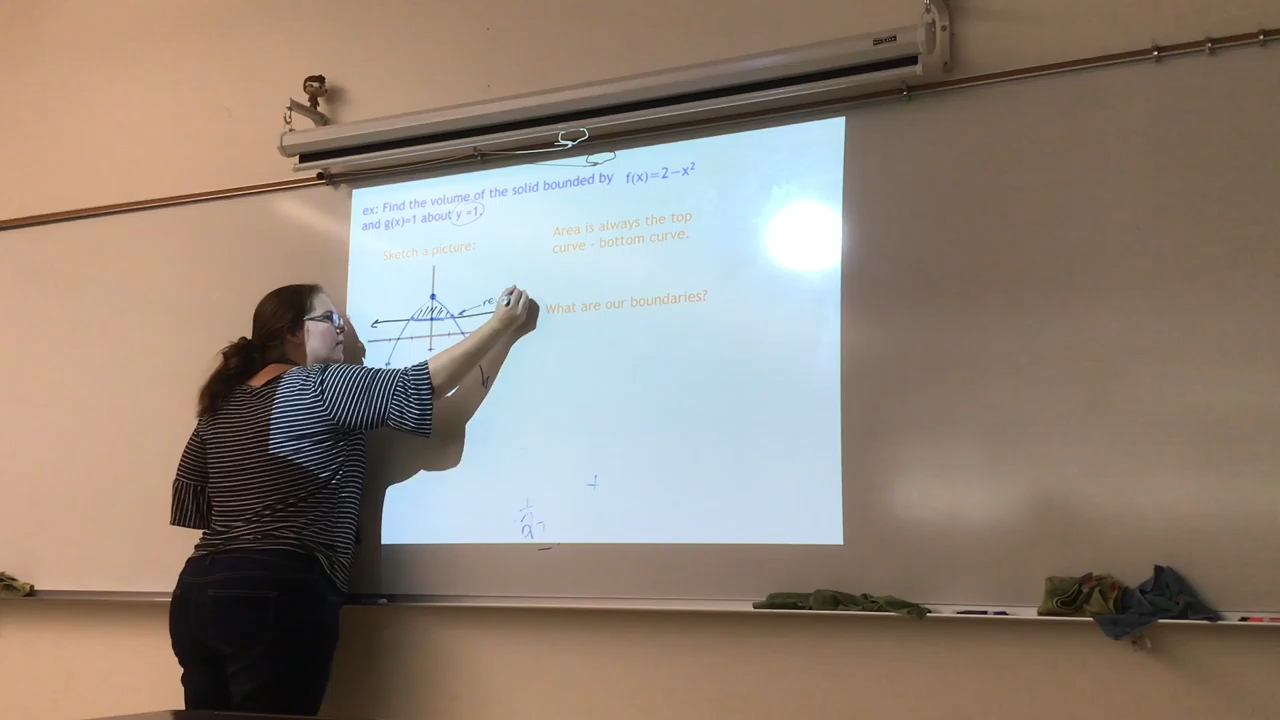 ex: Find the volume of the solid bounded by f(x)=2-x²
and g(x)=1 about y =1.
Area is always the top
curve - bottom curve.
Sketch a picture:
What are our boundaries?
re
+